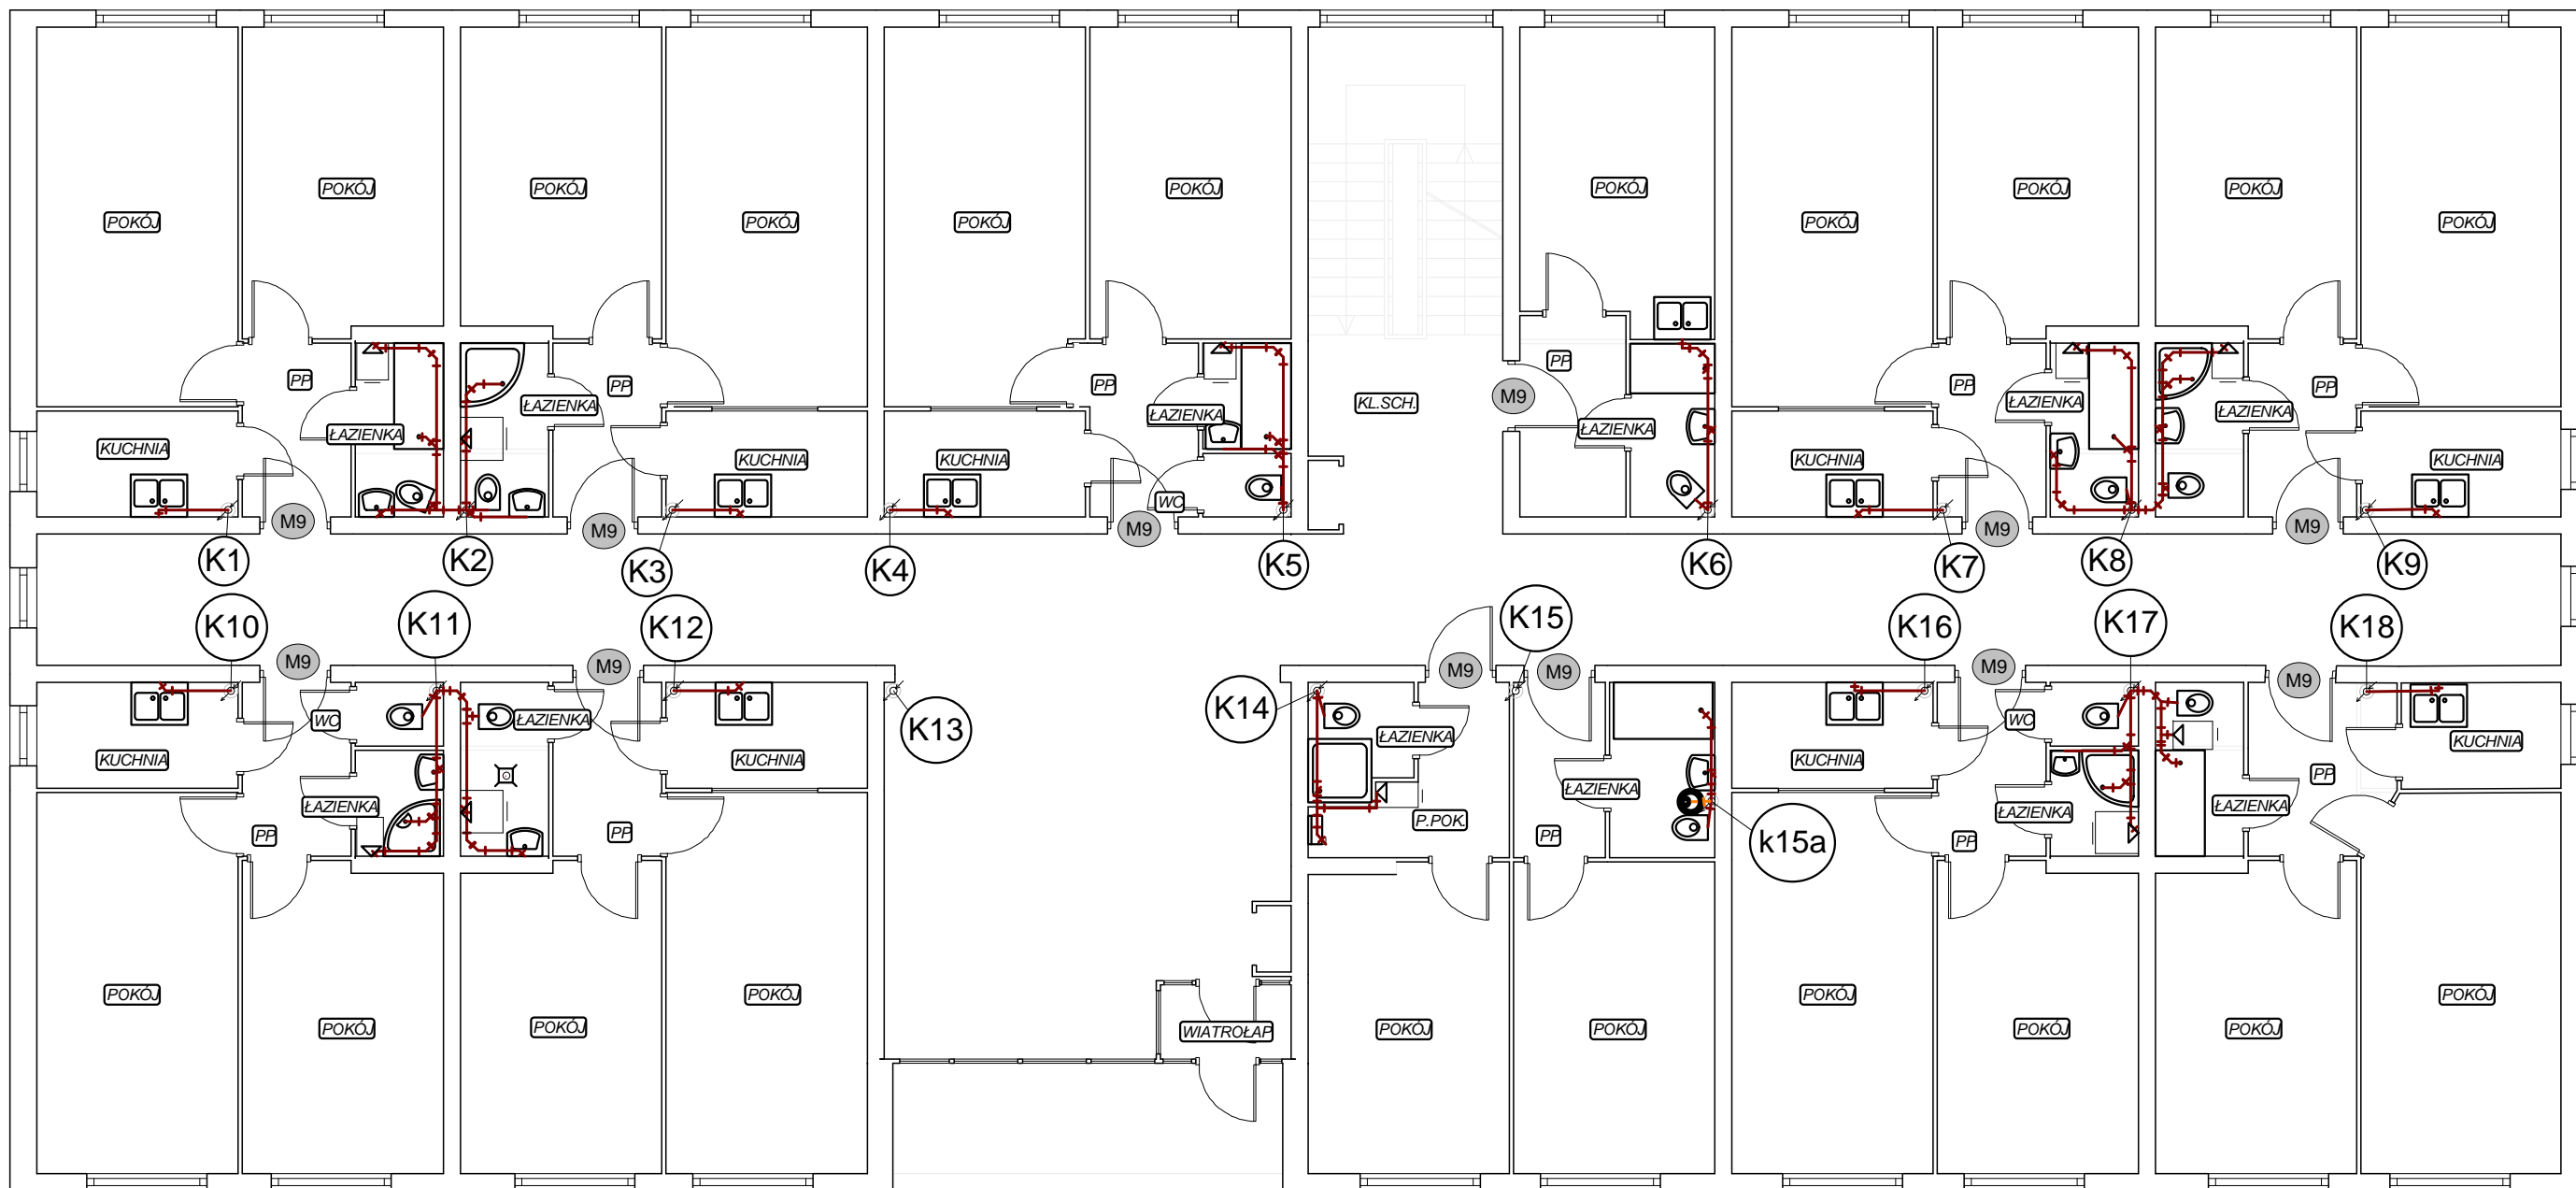 POKÓJ
POKÓJ
POKÓJ
POKÓJ
POKÓJ
POKÓJ
POKÓJ
POKÓJ
POKÓJ
POKÓJ
POKÓJ
PP
PP
PP
PP
PP
PP
M9
KL.SCH.
ŁAZIENKA
ŁAZIENKA
ŁAZIENKA
ŁAZIENKA
ŁAZIENKA
ŁAZIENKA
KUCHNIA
KUCHNIA
KUCHNIA
KUCHNIA
KUCHNIA
WC
M9
M9
M9
M9
M9
K1
K2
K3
K4
K5
K6
K7
K8
K9
K10
K11
K12
K13
K14
K15
K16
K17
K18
M9
M9
M9
M9
M9
M9
WC
ŁAZIENKA
ŁAZIENKA
WC
KUCHNIA
KUCHNIA
KUCHNIA
KUCHNIA
ŁAZIENKA
ŁAZIENKA
ŁAZIENKA
ŁAZIENKA
PP
PP
PP
P.POK.
PP
PP
k15a
POKÓJ
POKÓJ
POKÓJ
POKÓJ
WIATROŁAP
POKÓJ
POKÓJ
POKÓJ
POKÓJ
POKÓJ
POKÓJ